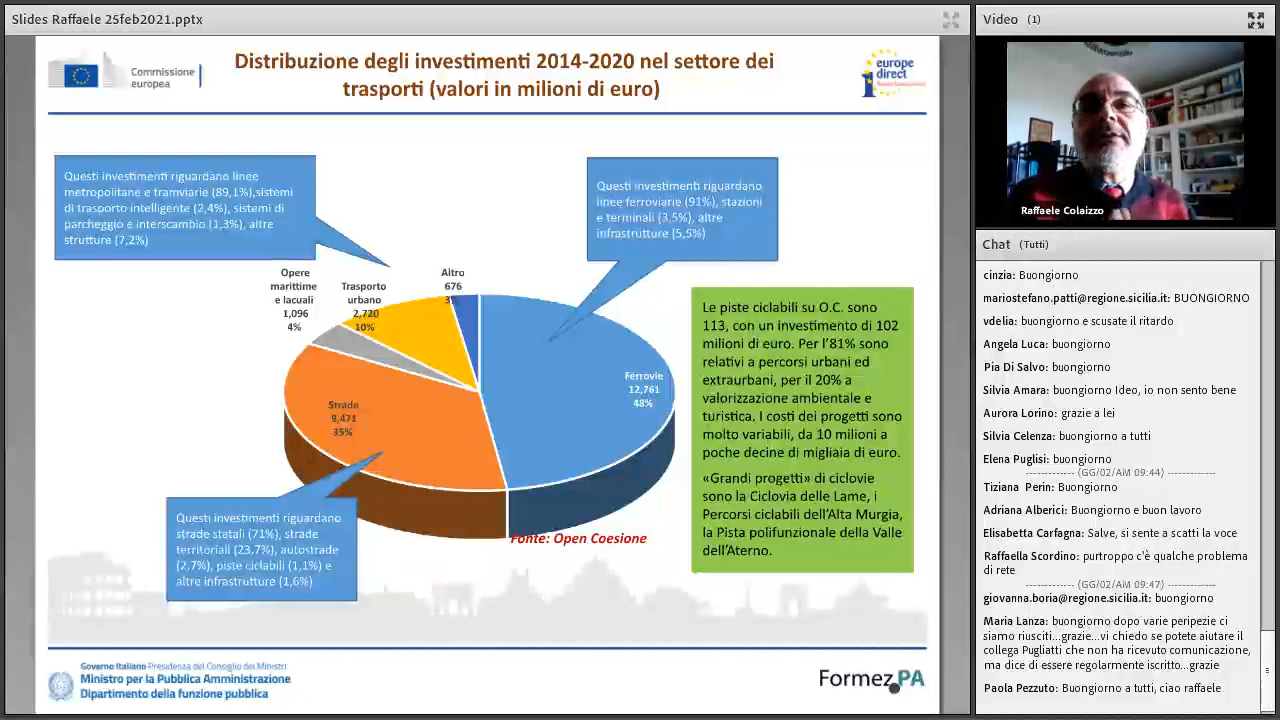 Slides Raffaele 25feb2021.pptx
Commissione
europea
Distribuzione degli investimenti 2014-2020 nel settore dei
trasporti (valori in milioni di euro)
europe
direct
Questi investimenti riguardano linee
metropolitane e tramviarie (89,1%),sistemi
di trasporto intelligente (2,4%), sistemi di
parcheggio e interscambio (1,3%), altre
strutture (7,2%)
Questi investimenti riguardano
linee ferroviarie (91%), stazioni
e terminali (3,5%), altre
infrastrutture (5,5%)
Opere
marittime
e lacuali
1,096
4%
Trasporto
urbano
2,720
10%
Altro
676
3%
Ferrovie
12,761
48%
Strade
9,471
35%
Le piste ciclabili su O.C. sono
113, con un investimento di 102
milioni di euro. Per l'81% sono
relativi a percorsi urbani ed
extraurbani, per il 20% a
valorizzazione ambientale e
turistica. I costi dei progetti sono
molto variabili, da 10 milioni a
poche decine di migliaia di euro.
«Grandi progetti» di ciclovie
sono la Ciclovia delle Lame, i
Percorsi ciclabili dell'Alta Murgia,
la Pista polifunzionale della Valle
dell'Aterno.
Questi investimenti riguardano
strade statali (71%), strade
territoriali (23,7%), autostrade
(2,7%), piste ciclabili (1,1%) e
altre infrastrutture (1,6%)
Fonte: Open Coesione
Governo Italiano Presidenza del Consiglio dei Ministri
Ministro per la Pubblica Amministrazione
Dipartimento della funzione pubblica
Formez PA
Video (1)
Raffaele Colaizzo
Chat (Tutti)
cinzia: Buongiorno
mariostefano.patti@regione.sicilia.it: BUONGIORNO
vdelia: buongiorno e scusate il ritardo
Angela Luca: buongiorno
Pia Di Salvo: buongiorno
Silvia Amara: buongiorno Ideo, io non sento bene
Aurora Lorino: grazie a lei
Silvia Celenza: buongiorno a tutti
Elena Puglisi: buongiorno
------------ (GG/02/AM 09:44) ------------
Tiziana Perin: Buongiorno
Adriana Alberici: Buongiorno e buon lavoro
Elisabetta Carfagna: Salve, si sente a scatti la voce
Raffaella Scordino: purtroppo c'è qualche problema
di rete
------------ (GG/02/AM 09:47) ------------
giovanna.boria@regione.sicilia.it: buongiorno
Maria Lanza: buongiorno dopo varie peripezie ci
siamo riusciti...grazie...vi chiedo se potete aiutare il
collega Pugliatti che non ha ricevuto comunicazione,
ma dice di essere regolarmente iscritto...grazie
Paola Pezzuto: Buongiorno a tutti, ciao raffaele